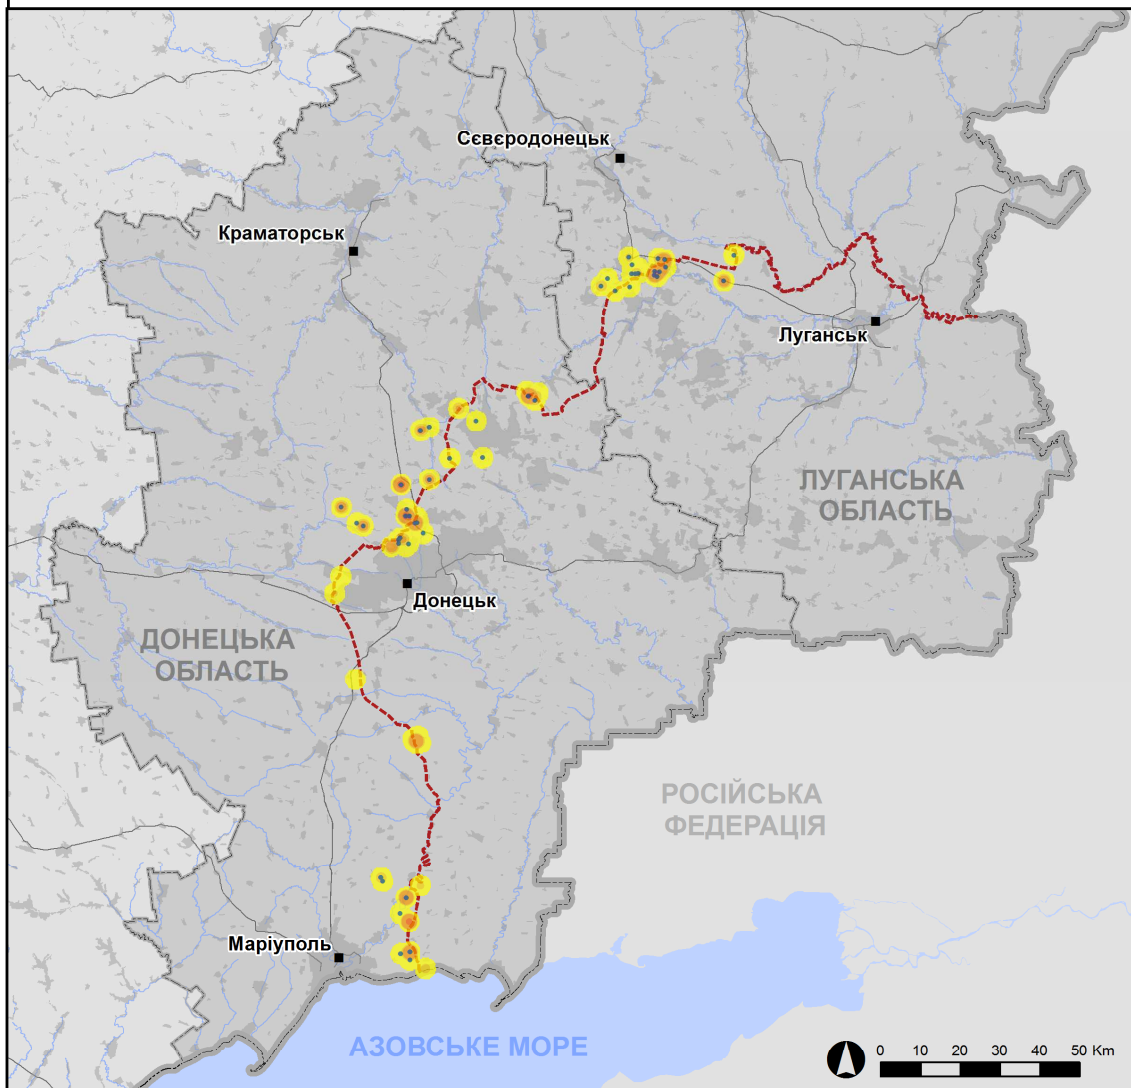 Сєвєродонецьк
Краматорськ
Луганськ
ЛУГАНСЬКА
ОБЛАСТЬ
Донецьк
ДОНЕЦЬКА
ОБЛАСТЬ
РОСІЙСЬКА
ФЕДЕРАЦІЯ
Маріуполь
АЗОВСЬКЕ МОРЕ
0 10 20 30 40 50 Km